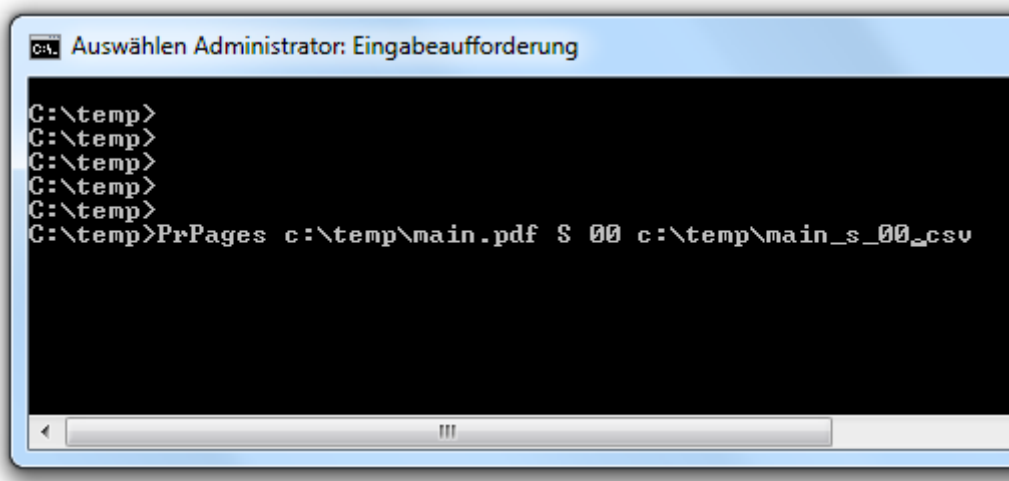 Auswählen Administrator: Eingabeaufforderung
C:\temp>
C:\temp>
C:\temp>
C:\temp>
C:\temp>
C:\temp>PrPages c:\temp\main.pdf S 00 c:\temp\main_s_00.csv